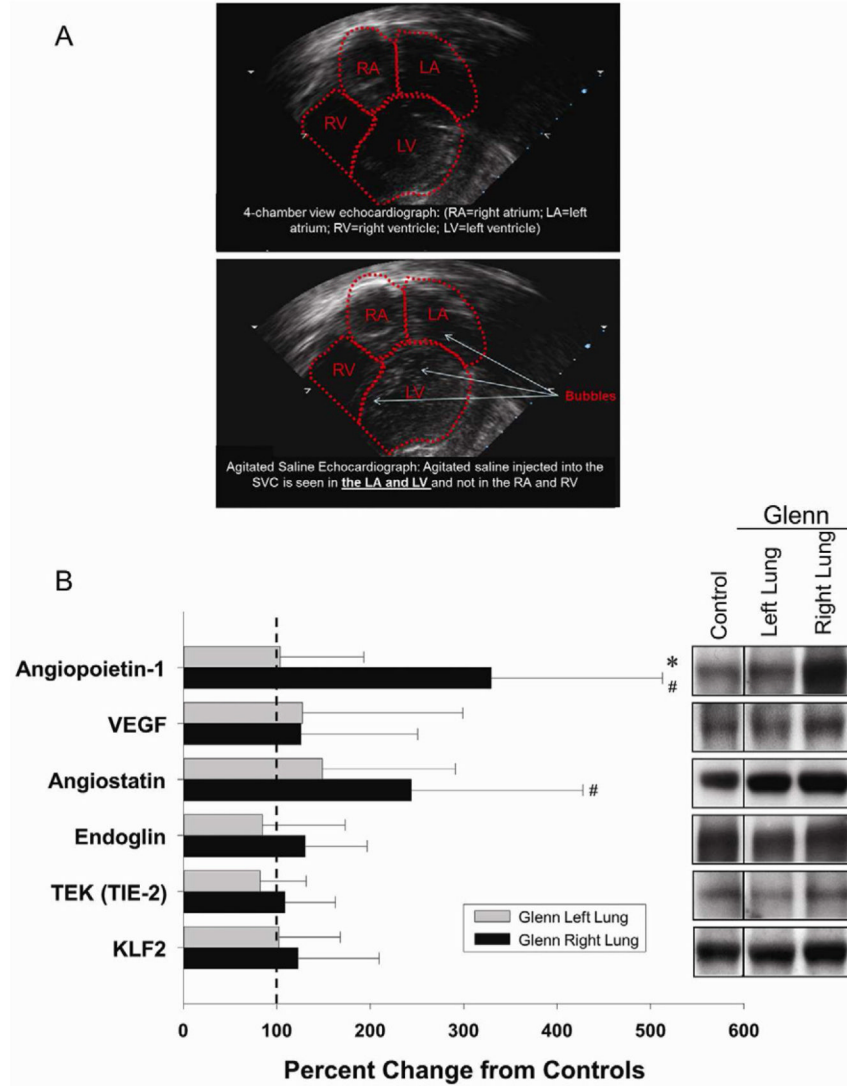 A
RA
LA
RV
LV
4-chamber view echocardiograph: (RA=right atrium; LA=left
atrium; RV=right ventricle; LV=left ventricle)
RA
LA
RV
LV
Bubbles
Agitated Saline Echocardiograph: Agitated saline injected into the
SVC is seen in the LA and LV and not in the RA and RV
B
Glenn
Control
Left Lung
Right Lung
Angiopoietin-1
*
#
VEGF
Angiostatin
#
Endoglin
TEK (TIE-2)
KLF2
Glenn Left Lung
Glenn Right Lung
0 100 200 300 400 500 600
Percent Change from Controls